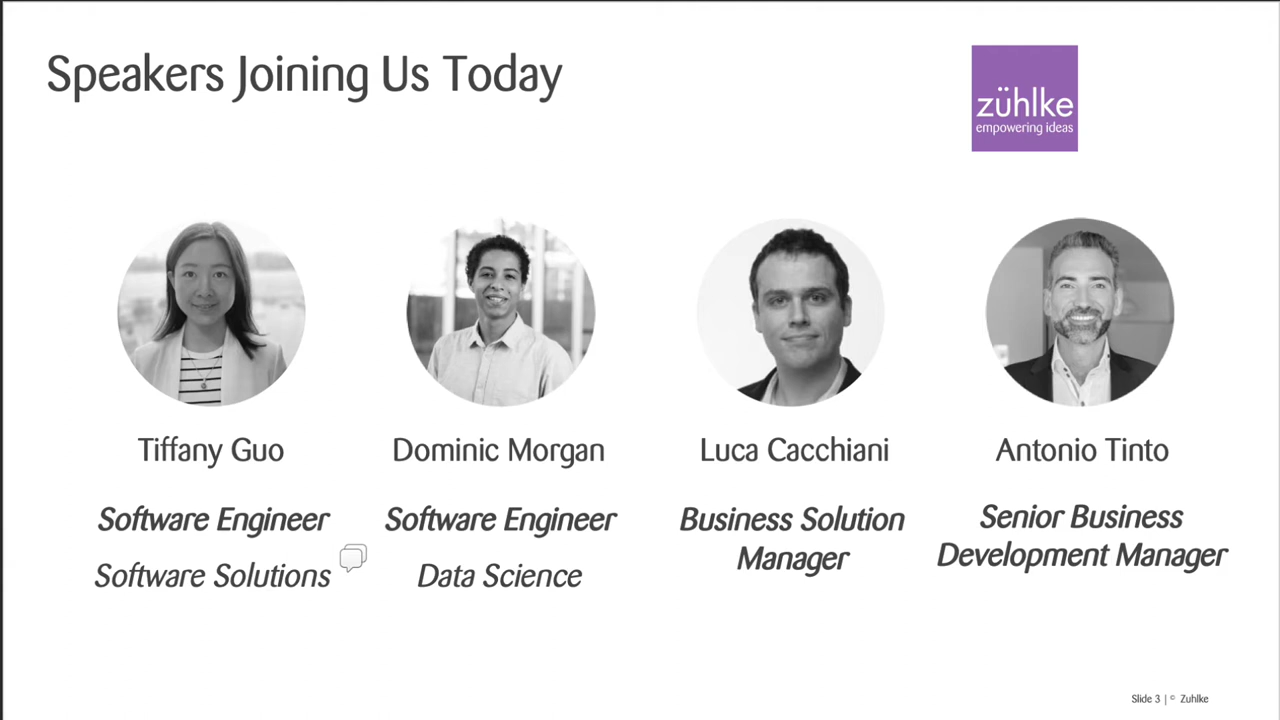 Speakers Joining Us Today
zühlke
empowering ideas
Tiffany Guo
Dominic Morgan
Luca Cacchiani
Antonio Tinto
Software Engineer
Software Solutions
Software Engineer
Data Science
Business Solution
Manager
Senior Business
Development Manager
Slide 3 | © Zuhlke